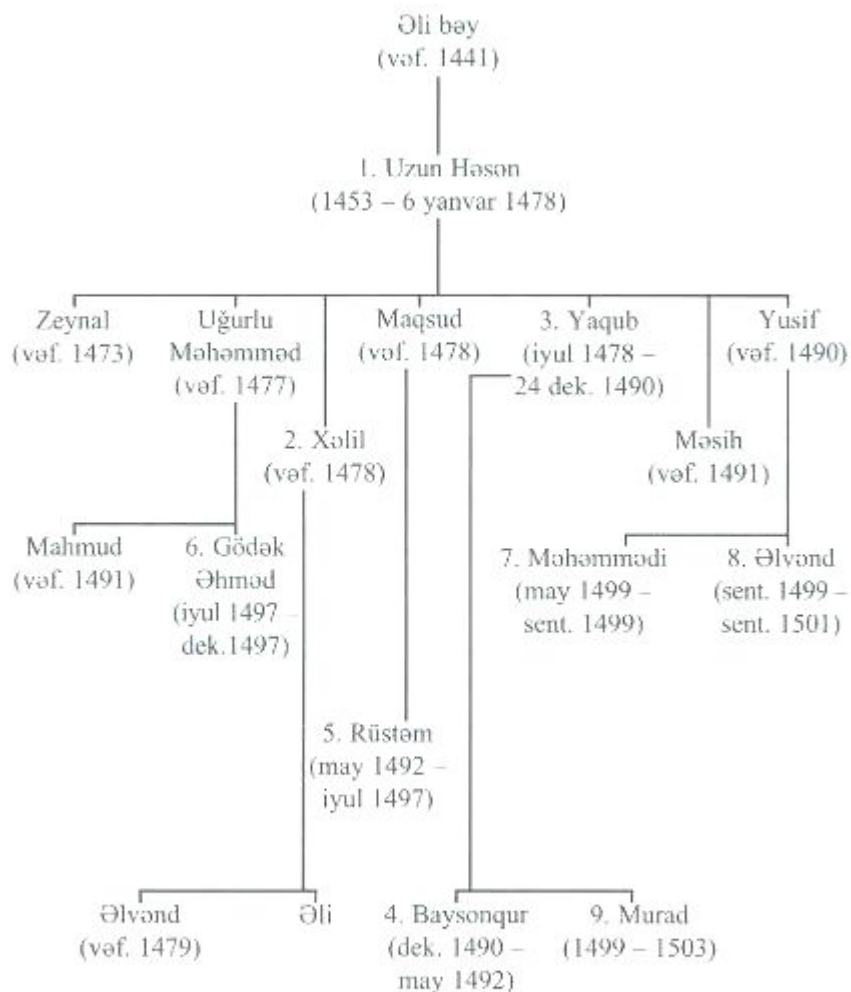 Əli bəy
(vəf. 1441)
1. Uzun Həsən
(1453 – 6 yanvar 1478)
Zeynal
(vəf. 1473)
Uğurlu
Məhəmməd
(vəf. 1477)
Maqsud
(vəf. 1478)
3. Yaqub
(iyul 1478 –
24 dek. 1490)
Yusif
(vəf. 1490)
2. Xəlil
(vəf. 1478)
Məsih
(vəf. 1491)
Mahmud
(vəf. 1491)
6. Gödək
Əhməd
(iyul 1497 –
dek.1497)
7. Məhəmmədi
(may 1499 –
sent. 1499)
8. Əlvənd
(sent. 1499 –
sent. 1501)
5. Rüstəm
(may 1492 –
iyul 1497)
Əlvənd
(vəf. 1479)
Əli
4. Baysonqur
(dek. 1490 –
may 1492)
9. Murad
(1499 – 1503)